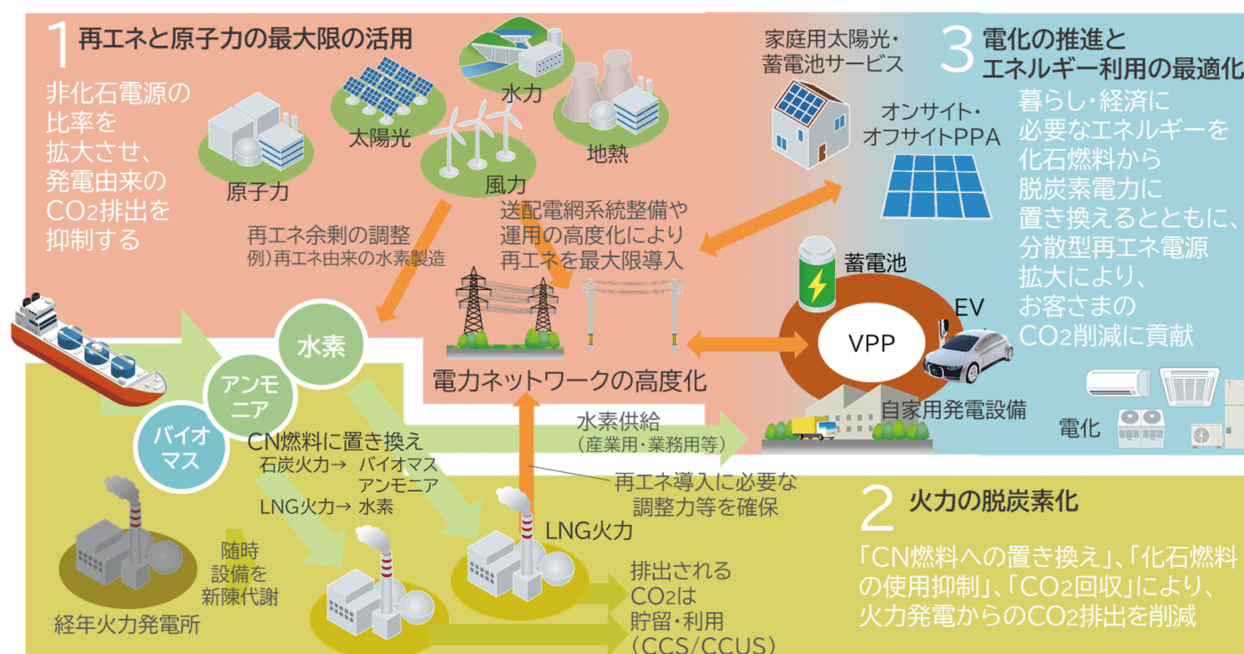 1 再エネと原子力の最大限の活用
非化石電源の
比率を
拡大させ、
発電由来の
CO2排出を
抑制する
原子力
太陽光
水力
風力
地熱
再エネ余剰の調整
例）再エネ由来の水素製造
送配電網系統整備や
運用の高度化により
再エネを最大限導入
電力ネットワークの高度化
家庭用太陽光・
蓄電池サービス
オンサイト・
オフサイトPPA
3 電化の推進と
エネルギー利用の最適化
暮らし・経済に
必要なエネルギーを
化石燃料から
脱炭素電力に
置き換えるとともに、
分散型再エネ電源
拡大により、
お客さまの
CO2削減に貢献
蓄電池
EV
VPP
自家用発電設備
電化
水素
アンモ
ニア
バイオ
マス
水素供給
（産業用・業務用等）
CN燃料に置き換え
石炭火力→ バイオマス
アンモニア
LNG火力→ 水素
再エネ導入に必要な
調整力等を確保
LNG火力
経年火力発電所
随時
設備を
新陳代謝
排出される
CO2は
貯留・利用
（CCS/CCUS）
2 火力の脱炭素化
「CN燃料への置き換え」、「化石燃料
の使用抑制」、「CO2回収」により、
火力発電からのCO2排出を削減